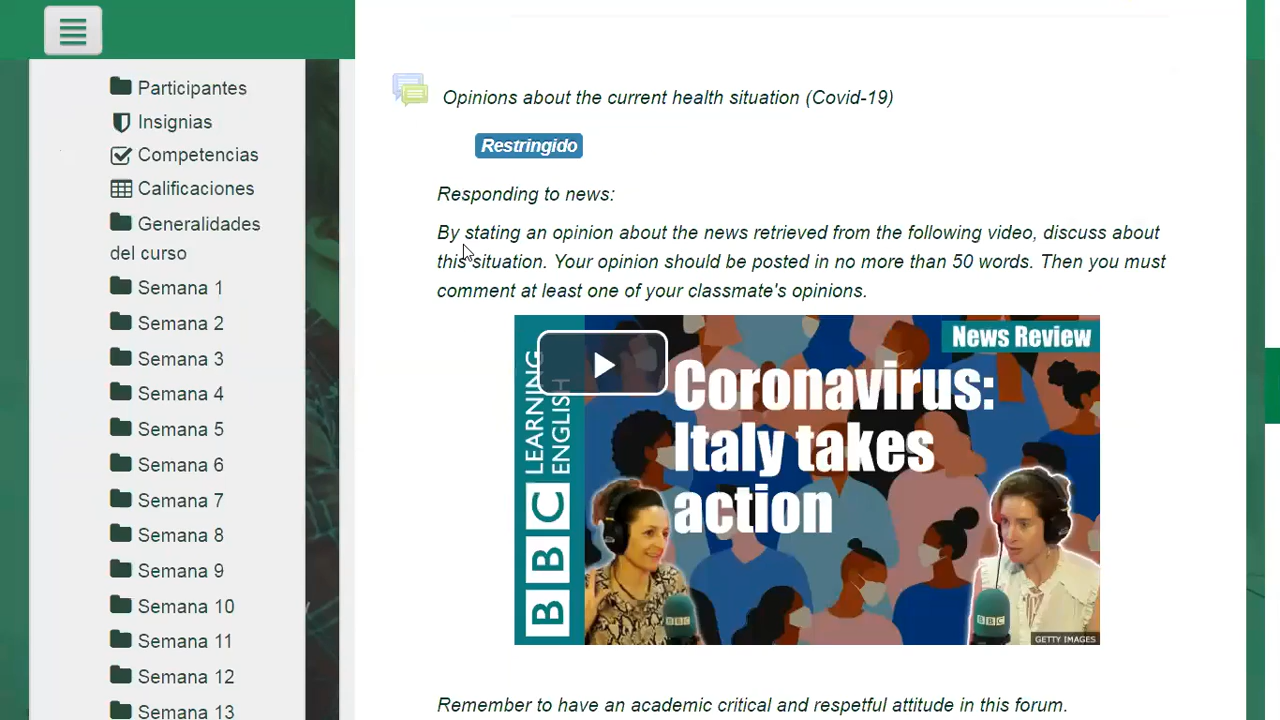 Participantes
Insignias
Competencias
Calificaciones
Generalidades
del curso
Semana 1
Semana 2
Semana 3
Semana 4
Semana 5
Semana 6
Semana 7
Semana 8
Semana 9
Semana 10
Semana 11
Semana 12
Semana 13
Opinions about the current health situation (Covid-19)
Restringido
Responding to news:
By stating an opinion about the news retrieved from the following video, discuss about
this situation. Your opinion should be posted in no more than 50 words. Then you must
comment at least one of your classmate's opinions.
BBC
LEARNING
ENGLISH
News Review
Coronavirus:
Italy takes
action
BBC
BBC
GETTY IMAGES
Remember to have an academic critical and respetful attitude in this forum.